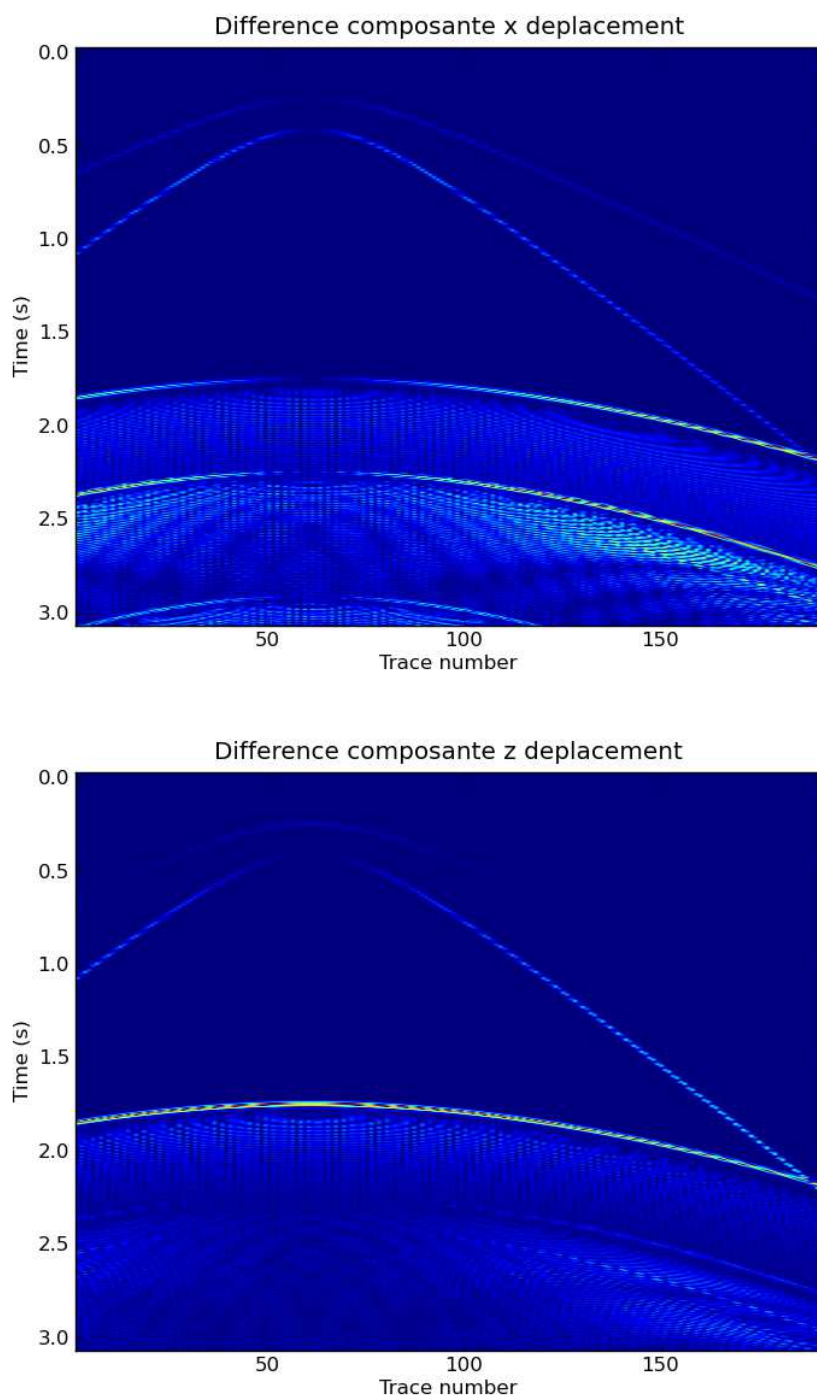 Difference composante x deplacement
0.0
0.5
1.0
1.5
2.0
2.5
3.0
Time (s)
50 100 150
Trace number
Difference composante z deplacement
0.0
0.5
1.0
1.5
2.0
2.5
3.0
Time (s)
50 100 150
Trace number